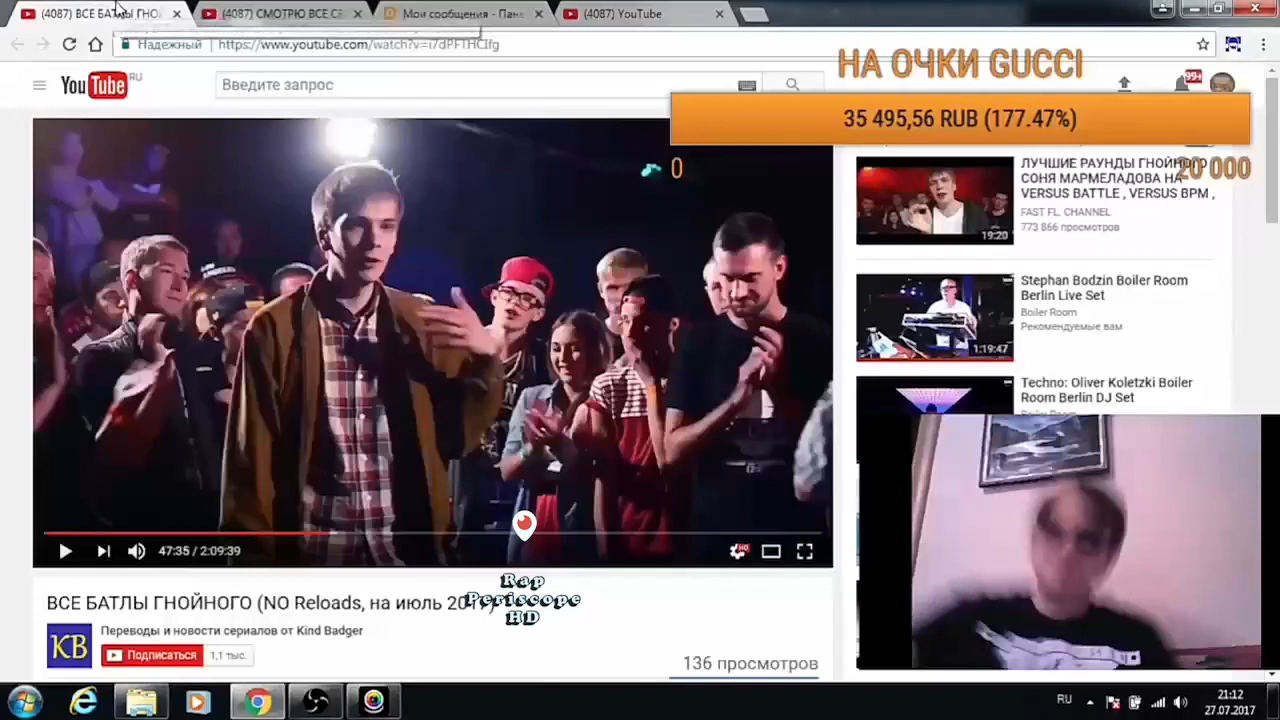 (4087) ВСЕ БАТЛЫ ГНО
(4087) СМОТРЮ ВСЕ СЕ
Мои сообщения - Пане
(4087) YouTube
Надежный
https://www.youtube.com/watch?v=
НА ОЧКИ GUCCI
YouTube
RU
Введите запрос
99+
35 495,56 RUB (177.47%)
0
20 000
ЛУЧШИЕ РАУНДЫ ГНОЙНОГО
СОНЯ МАРМЕЛАДОВА НА
VERSUS BATTLE , VERSUS BPM ,
FAST FL. CHANNEL
773 866 просмотров
19:20
Stephan Bodzin Boiler Room
Berlin Live Set
Boiler Room
Рекомендуемые вам
1:19:47
Techno: Oliver Koletzki Boiler
Room Berlin DJ Set
47:35 / 2:09:39
HD
Rap
Periscope
HD
ВСЕ БАТЛЫ ГНОЙНОГО (NO Reloads, на июль 2017)
KB
Переводы и новости сериалов от Kind Badger
Подписаться
1,1 тыс.
136 просмотров
RU
21:12
27.07.2017